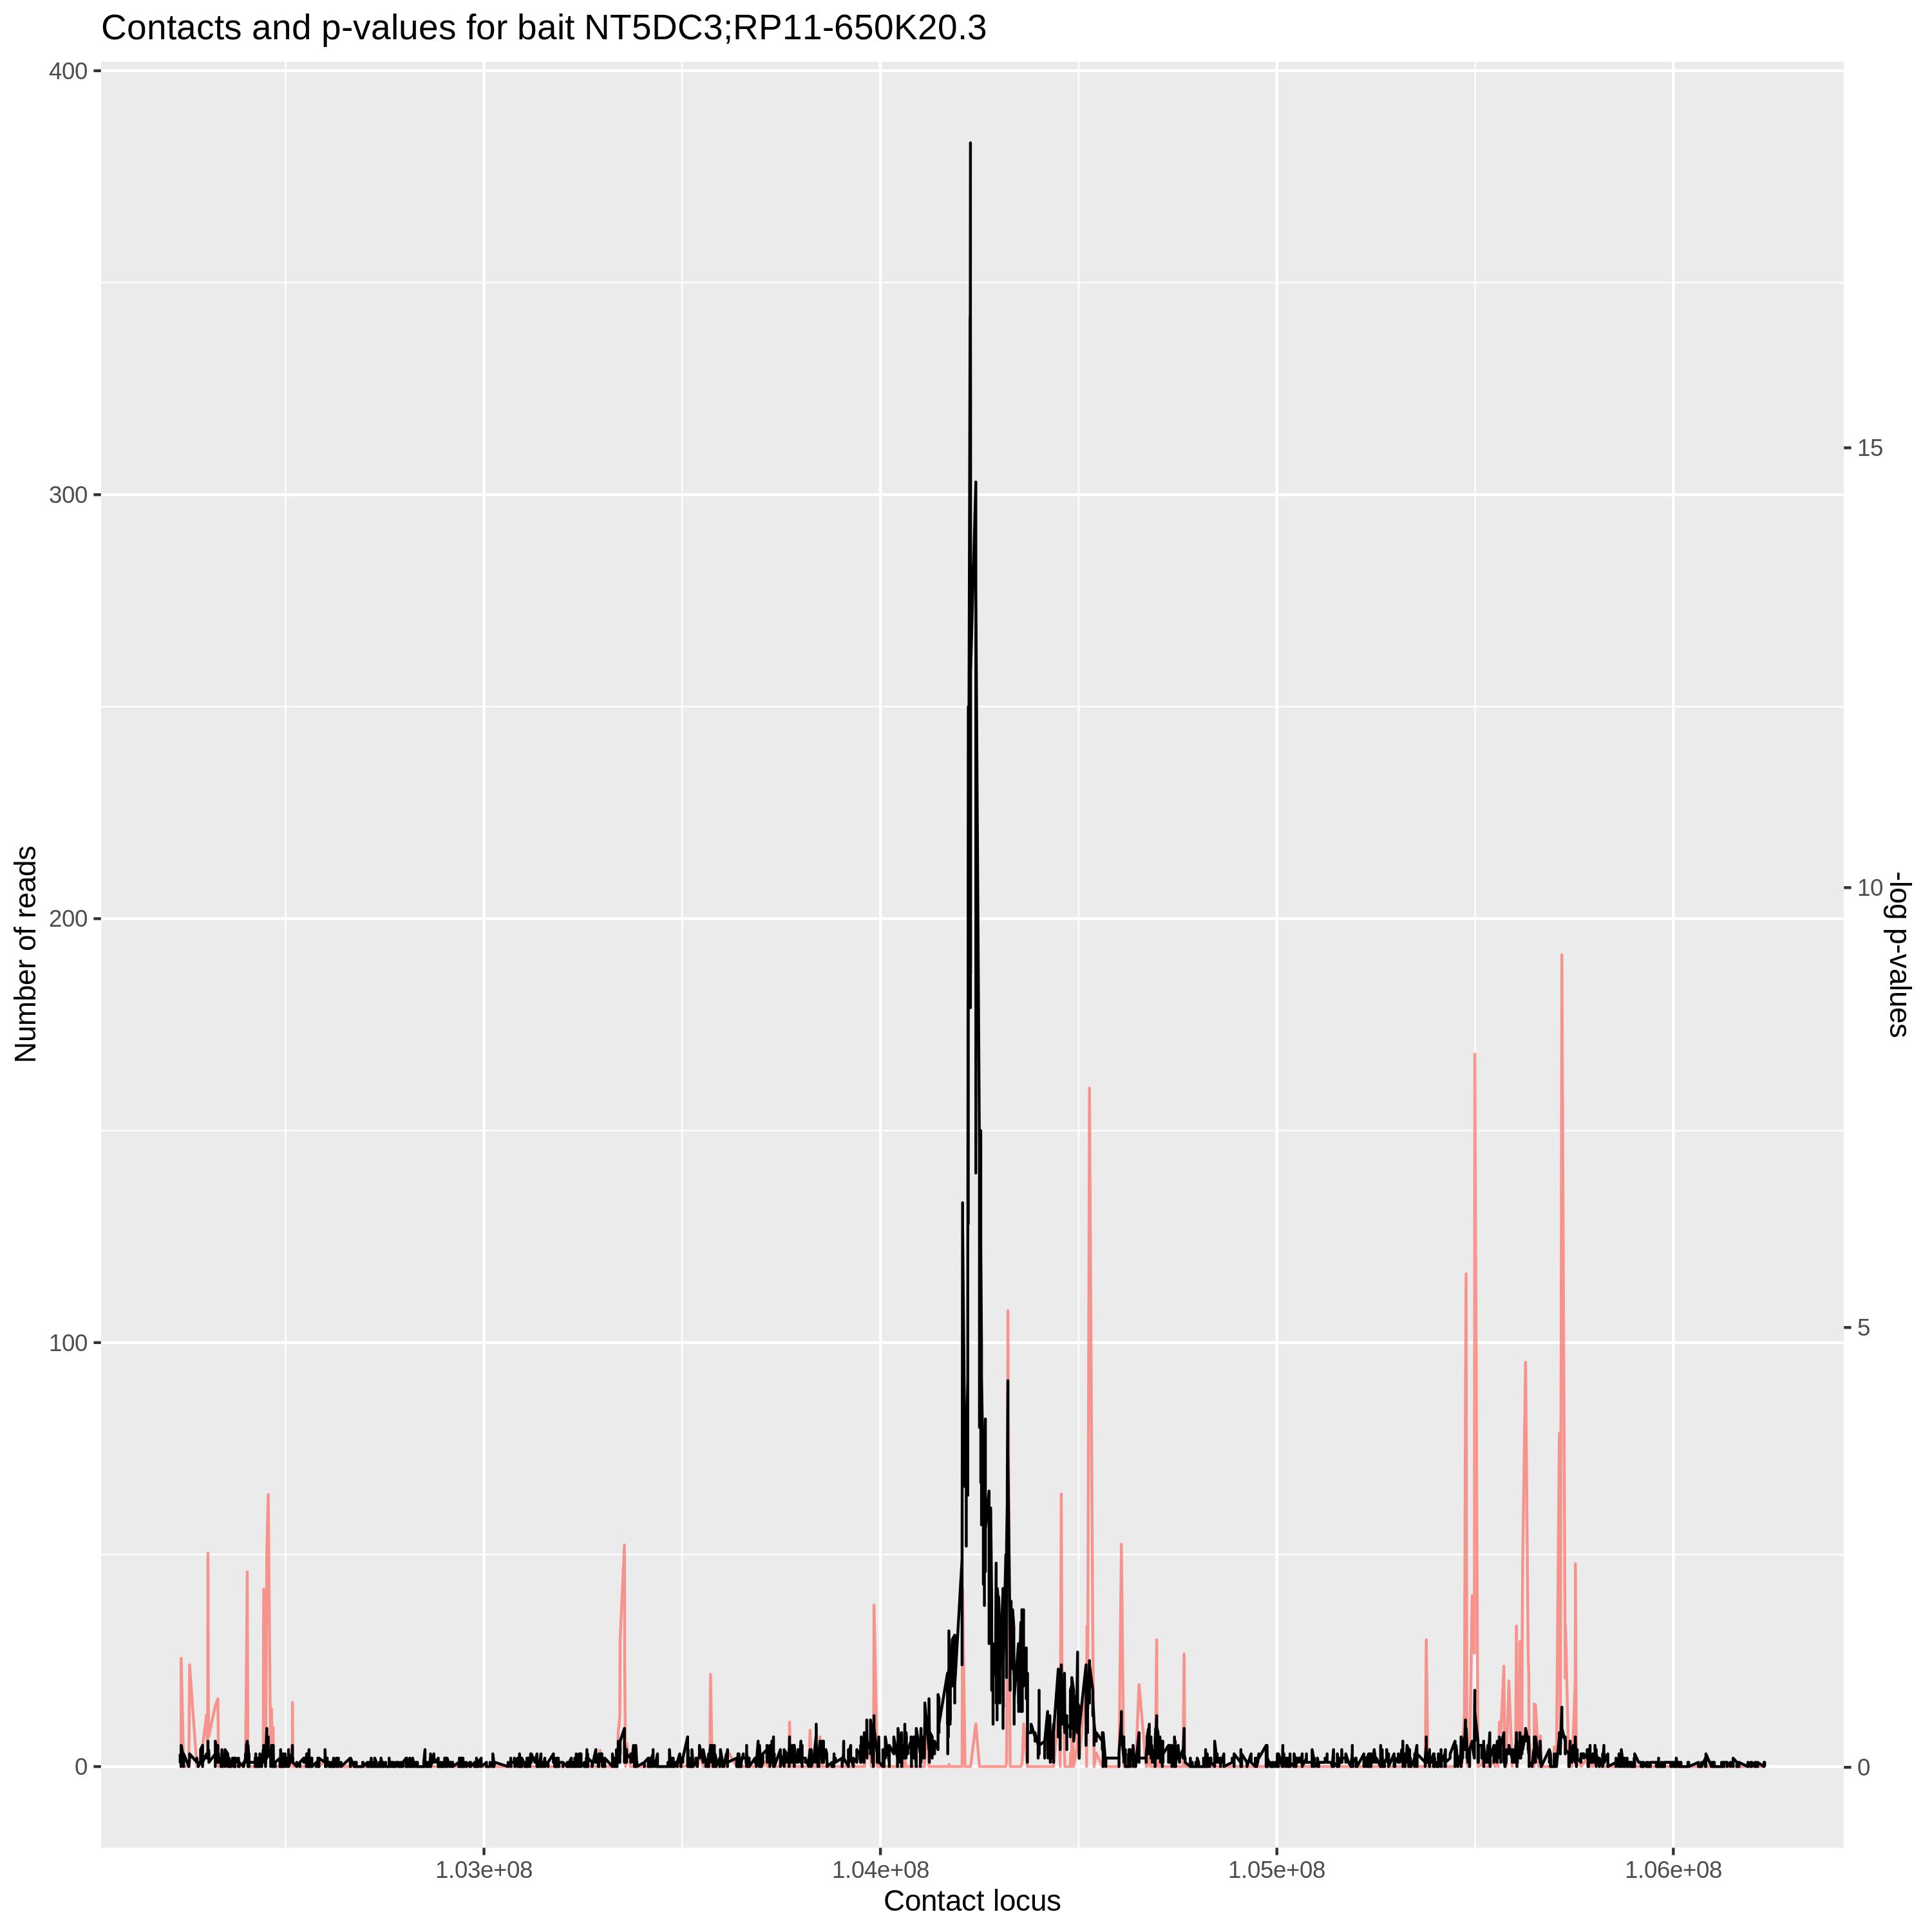 Contacts and p-values for bait NT5DC3;RP11-650K20.3
400
300
200
100
0
Number of reads
15
10
5
0
-log p-values
1.03e+08
1.04e+08
1.05e+08
1.06e+08
Contact locus